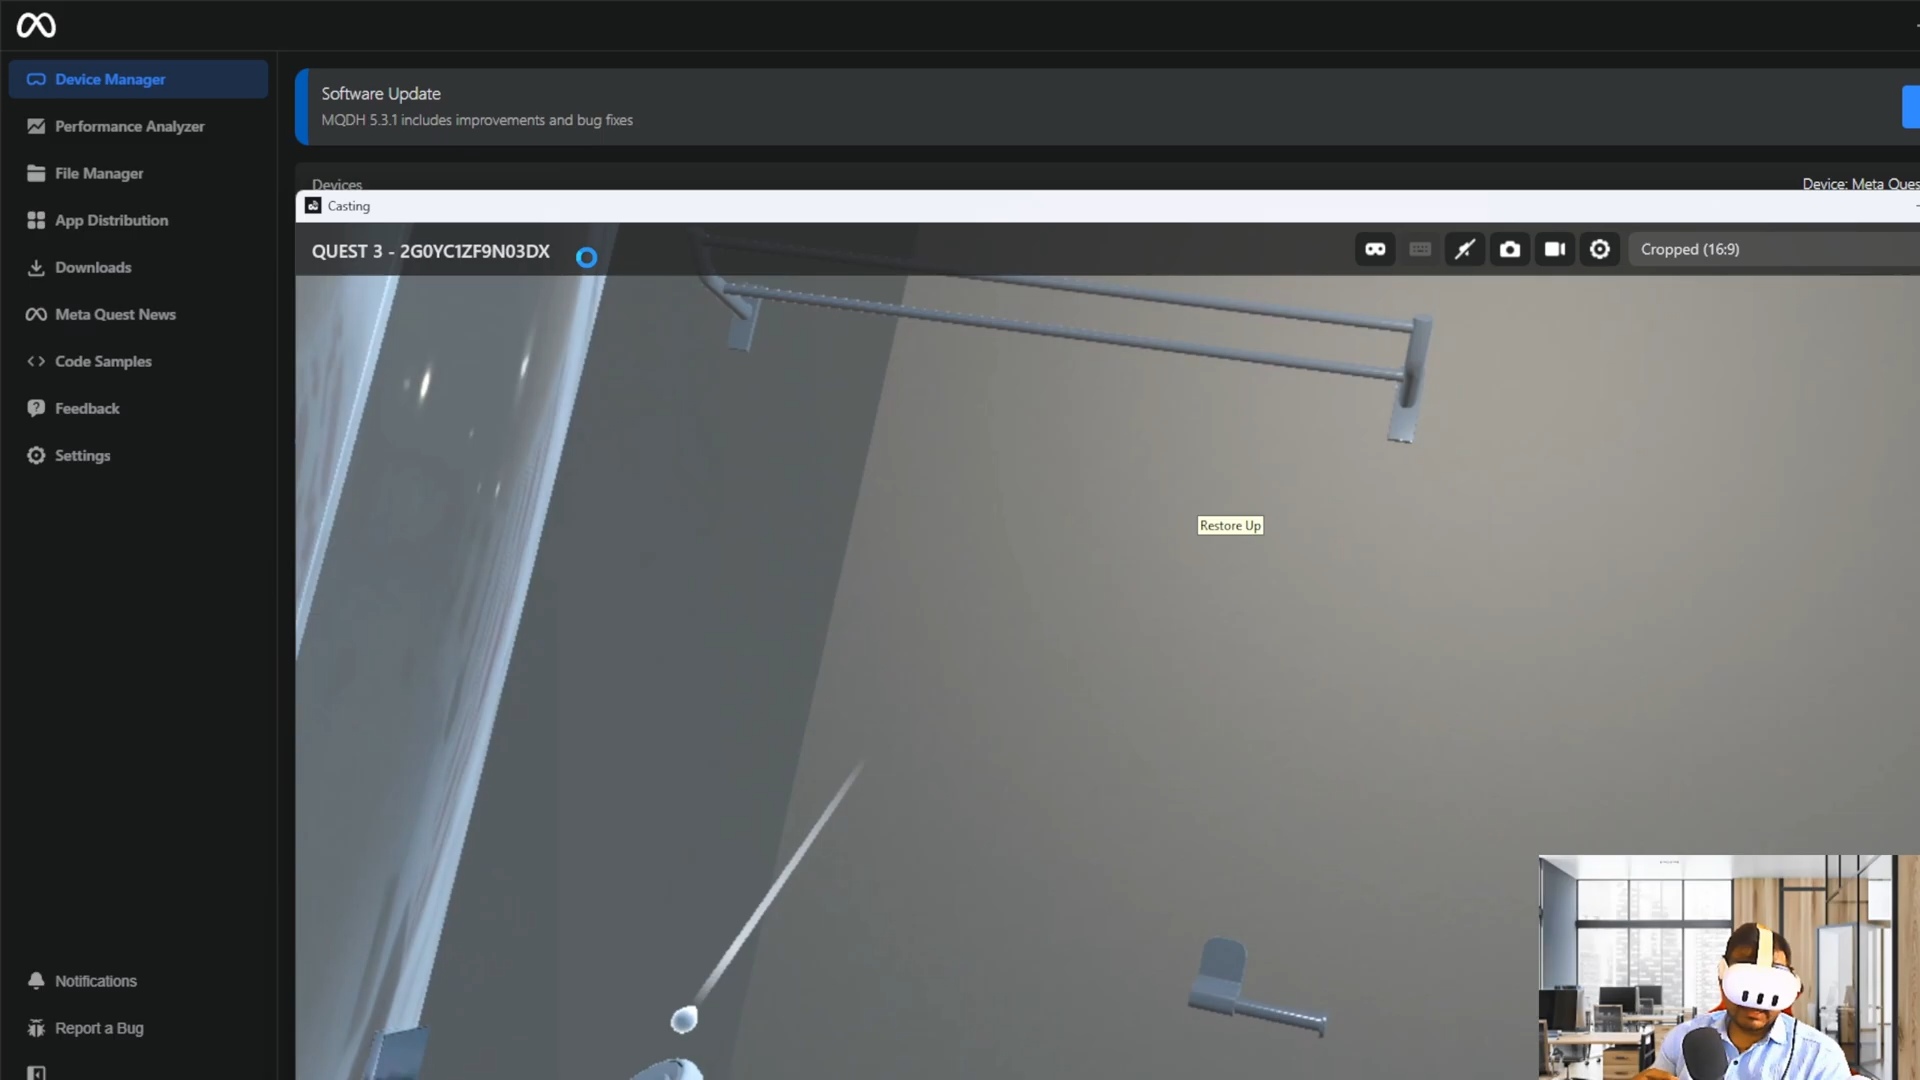 Device Manager
Performance Analyzer
File Manager
App Distribution
Downloads
Meta Quest News
Code Samples
Feedback
Settings
Notifications
Report a Bug
Software Update
MQDH 5.3.1 includes improvements and bug fixes
Devices
Device: Meta Ques
Casting
QUEST 3 - 2G0YC1ZF9N03DX
Cropped (16:9)
Restore Up